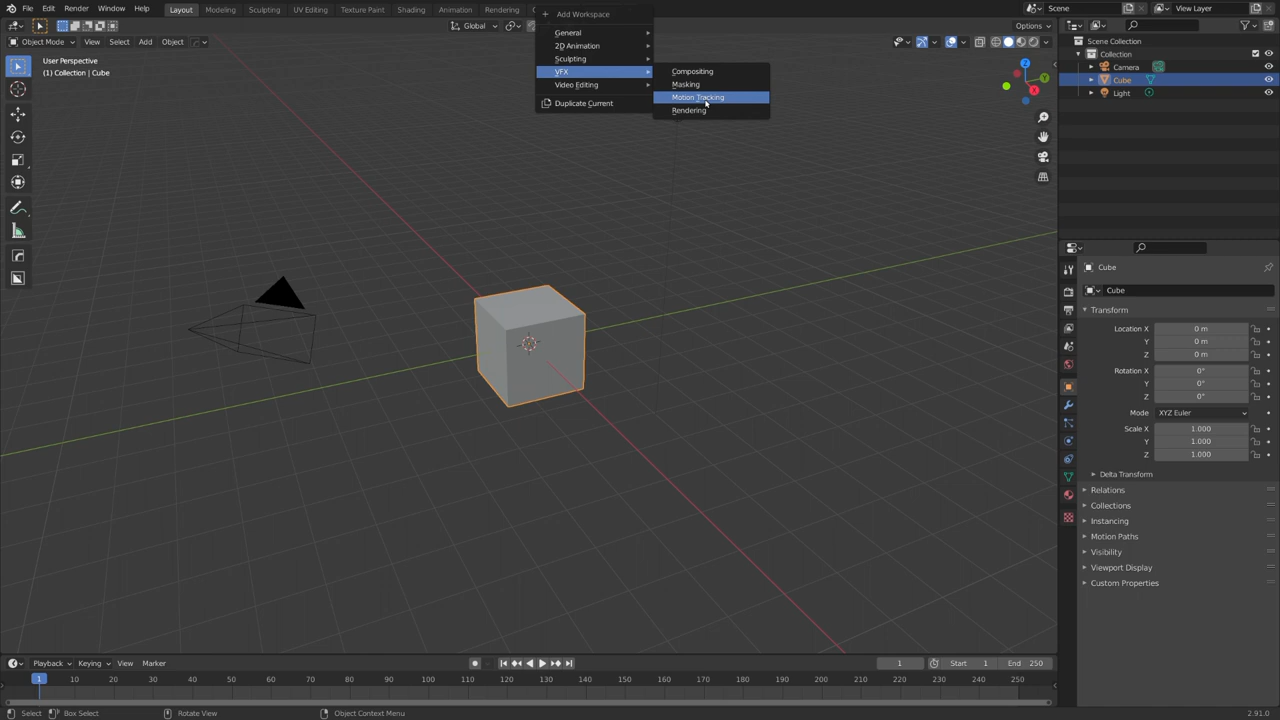 File Edit Render Window Help Layout Modeling Sculpting UV Editing Texture Paint Shading Animation Rendering
Scene View Layer
Global
Options
Object Mode View Select Add Object
User Perspective
(1) Collection | Cube
Add Workspace
General
2D Animation
Sculpting
VFX
Video Editing
Duplicate Current
Compositing
Masking
Motion Tracking
Rendering
X
Y
Z
Scene Collection
Collection
Camera
Cube
Light
Cube
Cube
Transform
Location X 0 m
Y 0 m
Z 0 m
Rotation X 0°
Y 0°
Z 0°
Mode XYZ Euler
Scale X 1.000
Y 1.000
Z 1.000
Delta Transform
Relations
Collections
Instancing
Motion Paths
Visibility
Viewport Display
Custom Properties
Playback Keying View Marker 1 Start 1 End 250
1 10 20 30 40 50 60 70 80 90 100 110 120 130 140 150 160 170 180 190 200 210 220 230 240 250
Select Box Select Rotate View Object Context Menu 2.91.0